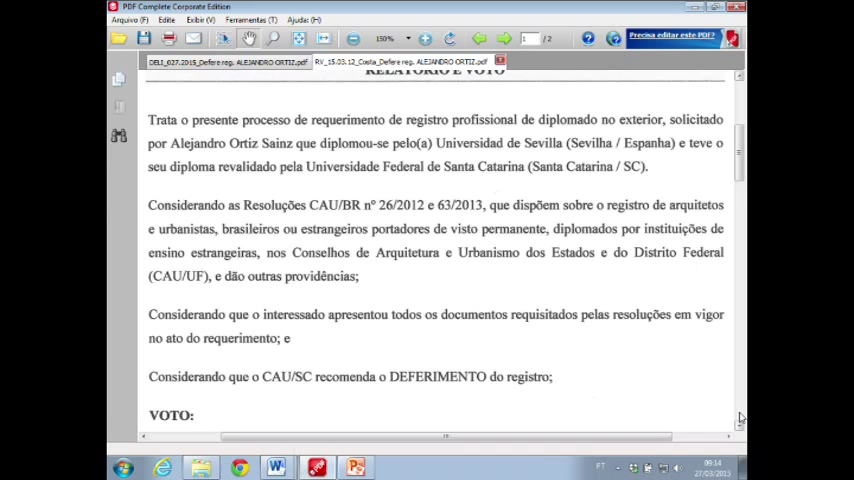 PDF Complete Corporate Edition
Arquivo (F) Edite Exibir (V) Ferramentas (T) Ajuda: (H)
150% 1 / 2 Precisa editar este PDF?
DELI_027.2015_Defere reg. ALEJANDRO ORTIZ.pdf RV_15.03.12_Costa_Defere reg. ALEJANDRO ORTIZ.pdf
RELATÓRIO E VOTO
Trata o presente processo de requerimento de registro profissional de diplomado no exterior, solicitado
por Alejandro Ortiz Sainz que diplomou-se pelo(a) Universidad de Sevilla (Sevilha / Espanha) e teve o
seu diploma revalidado pela Universidade Federal de Santa Catarina (Santa Catarina / SC).
Considerando as Resoluções CAU/BR nº 26/2012 e 63/2013, que dispõem sobre o registro de arquitetos
e urbanistas, brasileiros ou estrangeiros portadores de visto permanente, diplomados por instituições de
ensino estrangeiras, nos Conselhos de Arquitetura e Urbanismo dos Estados e do Distrito Federal
(CAU/UF), e dão outras providências;
Considerando que o interessado apresentou todos os documentos requisitados pelas resoluções em vigor
no ato do requerimento; e
Considerando que o CAU/SC recomenda o DEFERIMENTO do registro;
VOTO:
PT 09:14
27/03/2015